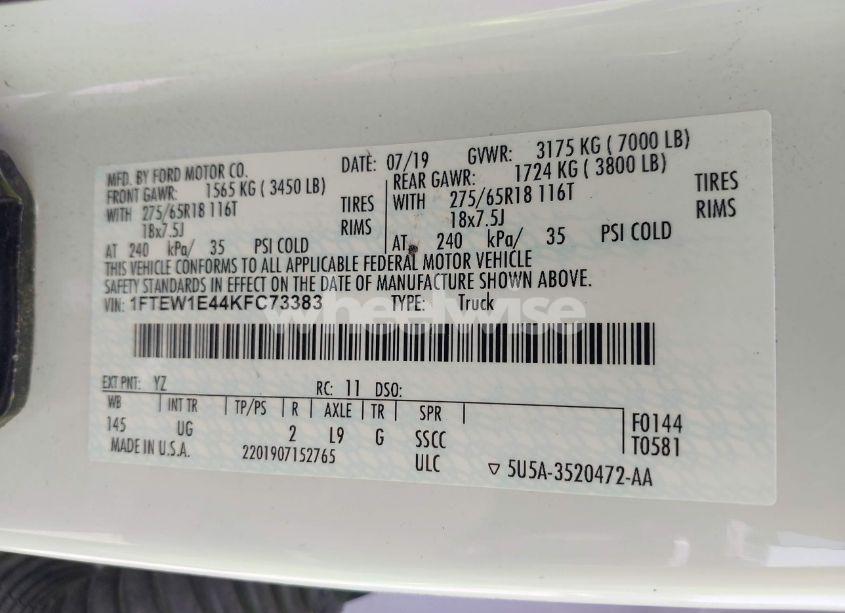 MFD. BY FORD MOTOR CO. DATE: 07/19 GVWR: 3175 KG ( 7000 LB)
FRONT GAWR: 1565 KG ( 3450 LB) REAR GAWR: 1724 KG ( 3800 LB)
WITH 275/65R18 116T TIRES WITH 275/65R18 116T TIRES
18x7.5J RIMS 18x7.5J RIMS
AT 240 kPa/ 35 PSI COLD AT 240 kPa/ 35 PSI COLD
THIS VEHICLE CONFORMS TO ALL APPLICABLE FEDERAL MOTOR VEHICLE
SAFETY STANDARDS IN EFFECT ON THE DATE OF MANUFACTURE SHOWN ABOVE.
VIN: 1FTEW1E44KFC73383 TYPE: Truck
wheelwise
EXT PNT: YZ RC: 11 DSO:
WB INT TR TP/PS R AXLE TR SPR F0144
145 UG 2 L9 G SSCC T0581
MADE IN U.S.A. 2201907152765 ULC ▽ 5U5A-3520472-AA